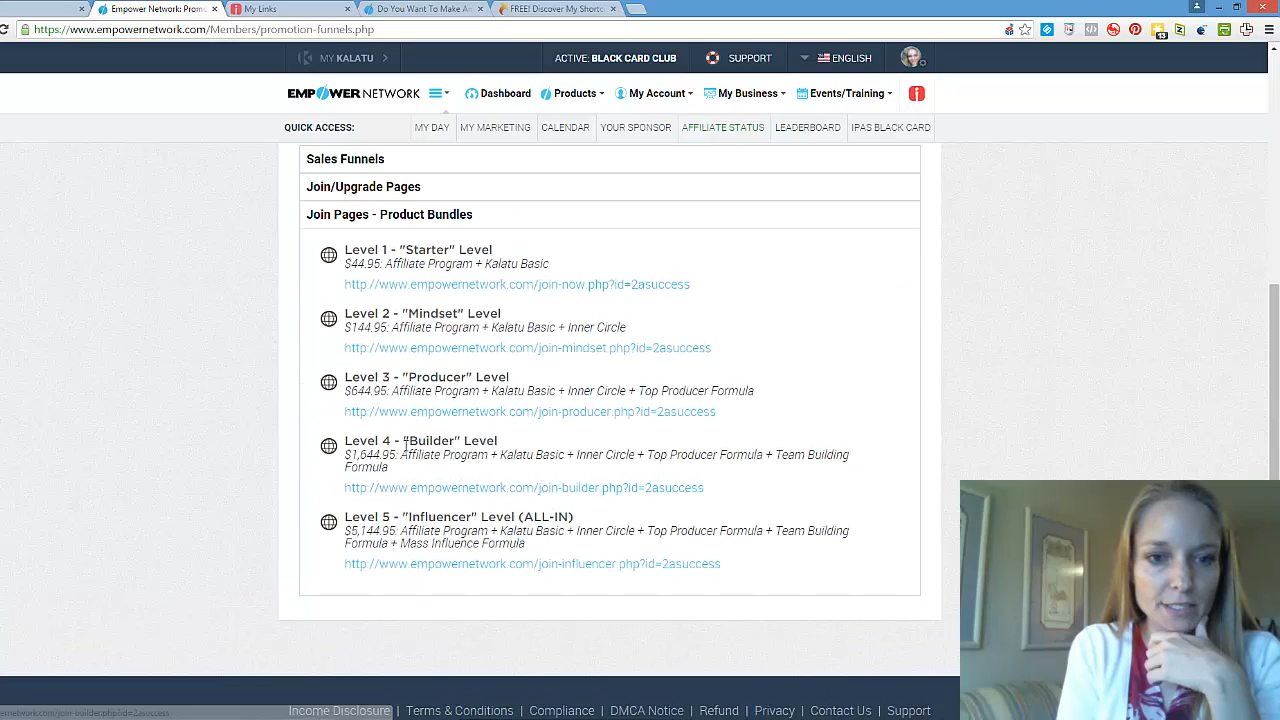 Empower Network: Prom
My Links
Do You Want To Make An
FREE! Discover My Shortc
https://www.empowernetwork.com/Members/promotion-funnels.php
13
MY KALATU
ACTIVE: BLACK CARD CLUB
SUPPORT
ENGLISH
EMPOWER NETWORK
Dashboard
Products
My Account
My Business
Events/Training
QUICK ACCESS:
MY DAY
MY MARKETING
CALENDAR
YOUR SPONSOR
AFFILIATE STATUS
LEADERBOARD
IPAS BLACK CARD
Sales Funnels
Join/Upgrade Pages
Join Pages - Product Bundles
Level 1 - "Starter" Level
$44.95: Affiliate Program + Kalatu Basic
http://www.empowernetwork.com/join-now.php?id=2asuccess
Level 2 - "Mindset" Level
$144.95: Affiliate Program + Kalatu Basic + Inner Circle
http://www.empowernetwork.com/join-mindset.php?id=2asuccess
Level 3 - "Producer" Level
$644.95: Affiliate Program + Kalatu Basic + Inner Circle + Top Producer Formula
http://www.empowernetwork.com/join-producer.php?id=2asuccess
Level 4 - "Builder" Level
$1,644.95: Affiliate Program + Kalatu Basic + Inner Circle + Top Producer Formula + Team Building
Formula
http://www.empowernetwork.com/join-builder.php?id=2asuccess
Level 5 - "Influencer" Level (ALL-IN)
$5,144.95: Affiliate Program + Kalatu Basic + Inner Circle + Top Producer Formula + Team Building
Formula + Mass Influence Formula
http://www.empowernetwork.com/join-influencer.php?id=2asuccess
ernetwork.com/join-builder.php?id=2asuccess
Income Disclosure
Terms & Conditions
Compliance
DMCA Notice
Refund
Privacy
Contact Us
Support